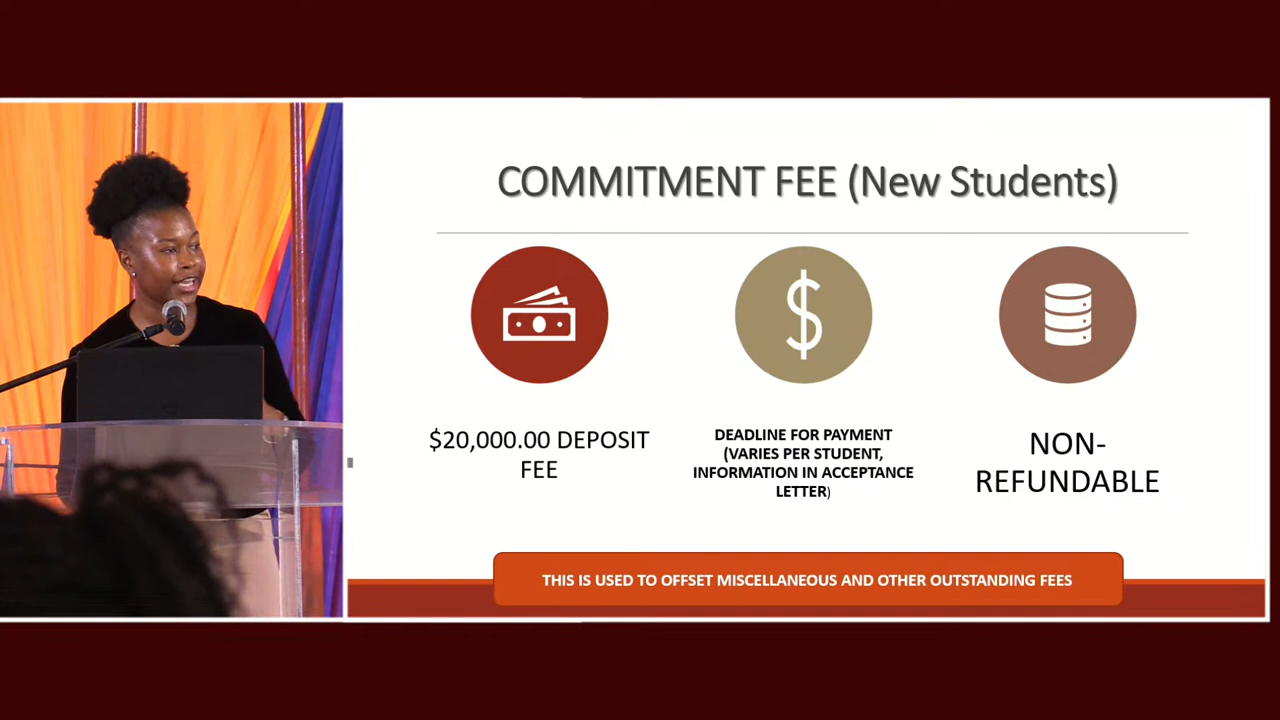 COMMITMENT FEE (New Students)
$20,000.00 DEPOSIT
FEE
DEADLINE FOR PAYMENT
(VARIES PER STUDENT,
INFORMATION IN ACCEPTANCE
LETTER)
NON-
REFUNDABLE
THIS IS USED TO OFFSET MISCELLANEOUS AND OTHER OUTSTANDING FEES